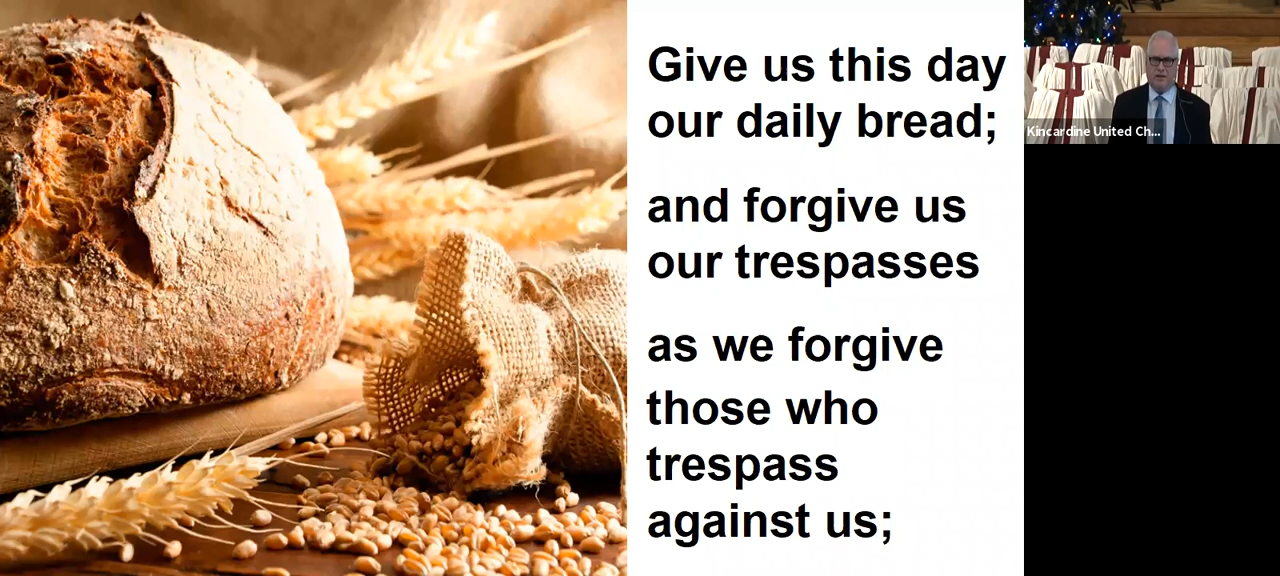 Give us this day
our daily bread;
and forgive us
our trespasses
as we forgive
those who
trespass
against us;
Kincardine United Ch...